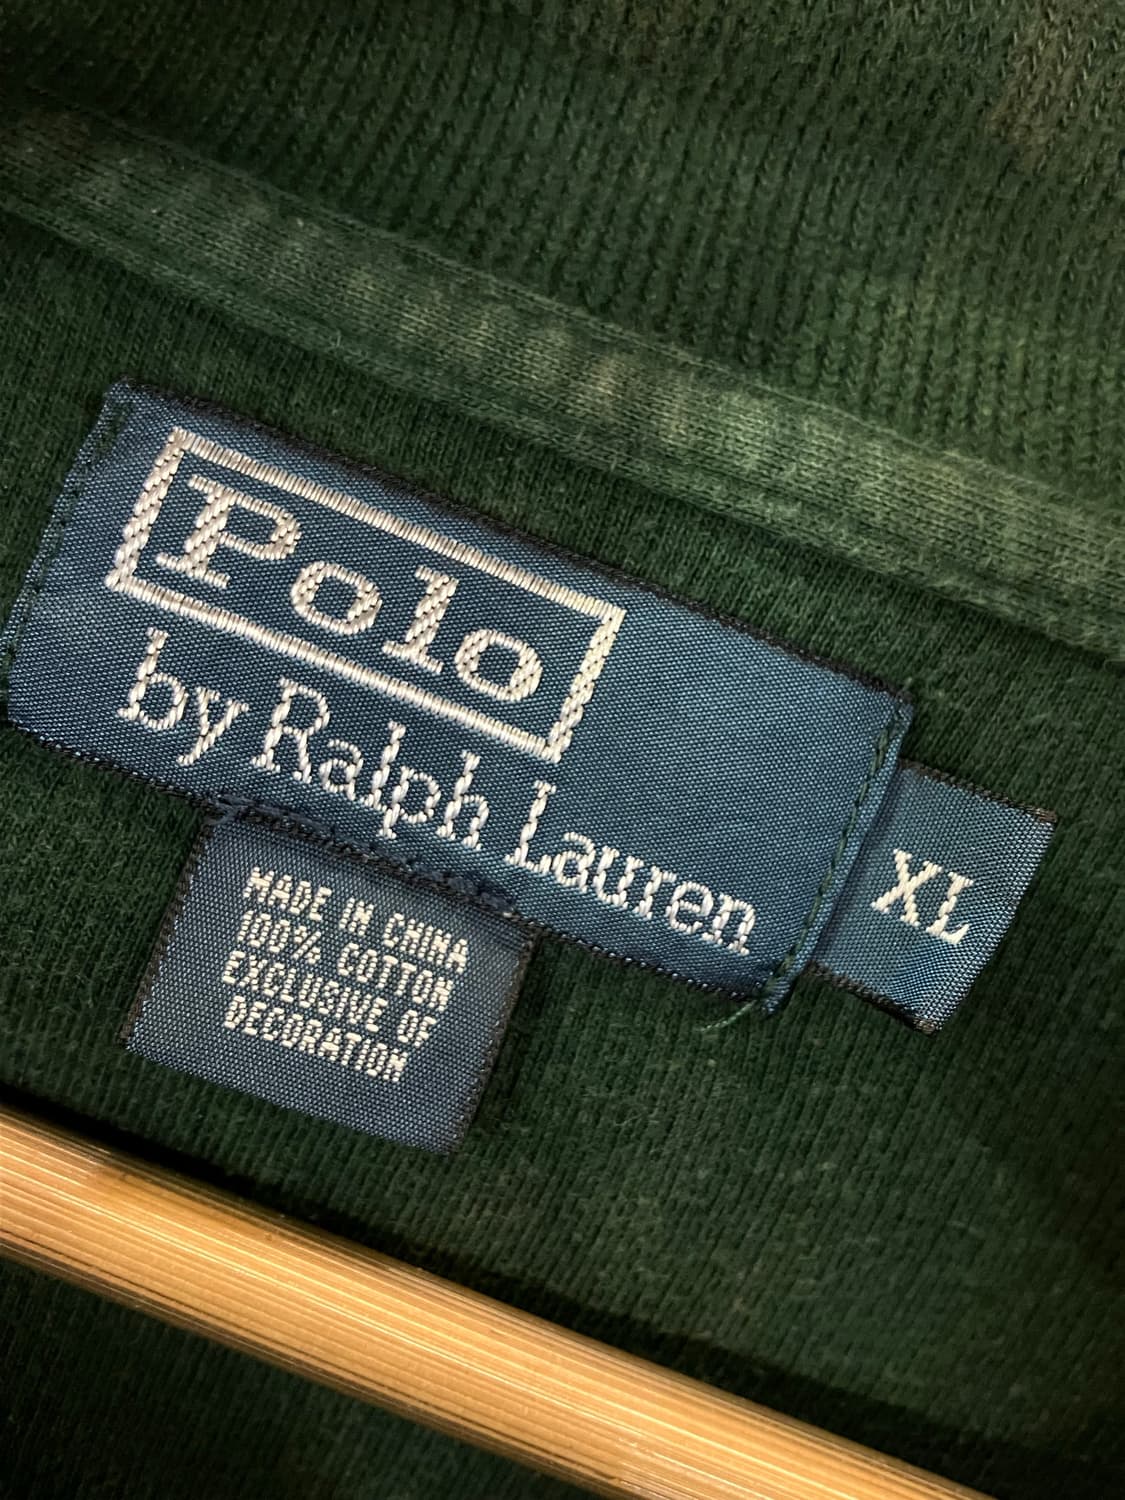 Polo
by Ralph Lauren
XL
MADE IN CHINA
100% COTTON
EXCLUSIVE OF
DECORATION